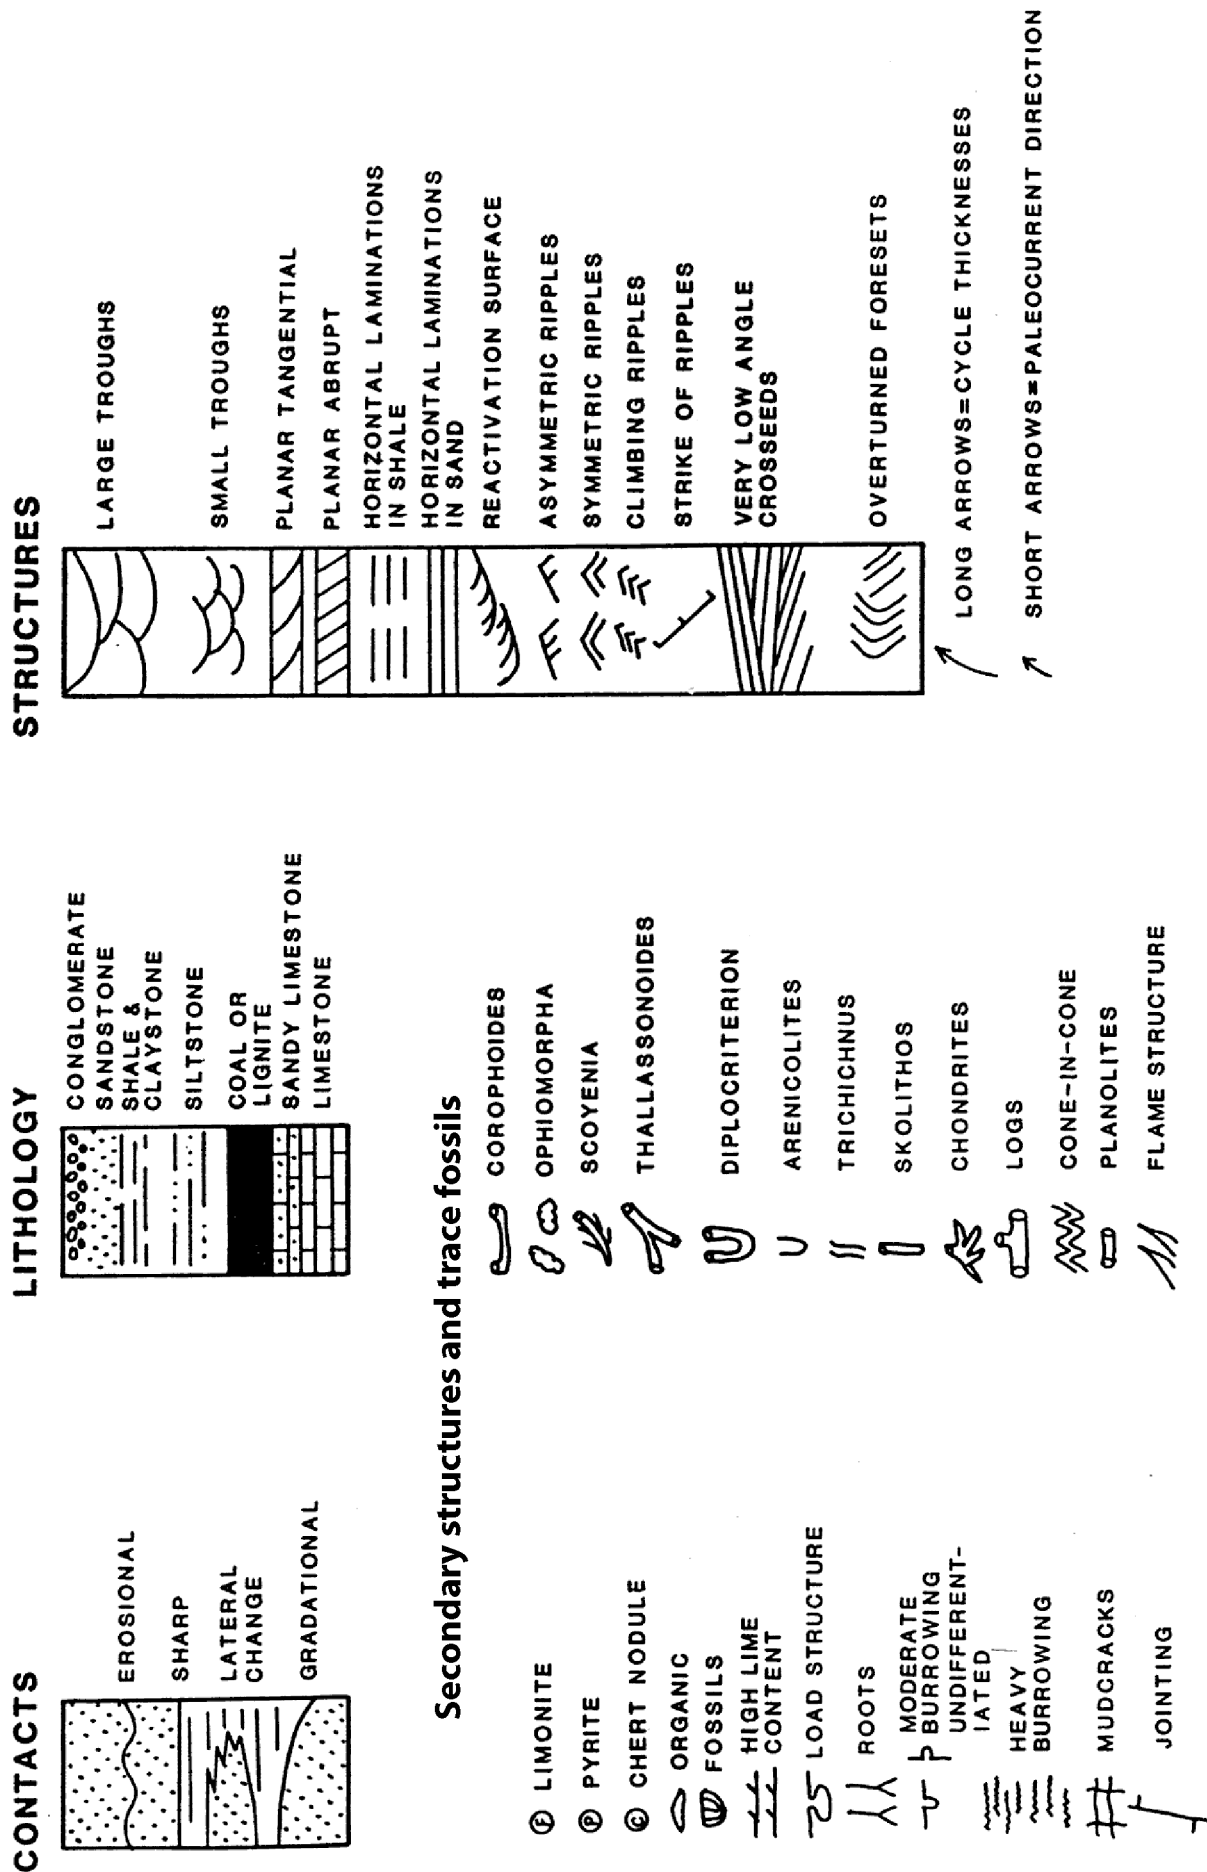 CONTACTS
EROSIONAL
SHARP
LATERAL
CHANGE
GRADATIONAL
LITHOLOGY
CONGLOMERATE
SANDSTONE
SHALE &
CLAYSTONE
SILTSTONE
COAL OR
LIGNITE
SANDY LIMESTONE
LIMESTONE
STRUCTURES
LARGE TROUGHS
SMALL TROUGHS
PLANAR TANGENTIAL
PLANAR ABRUPT
HORIZONTAL LAMINATIONS
IN SHALE
HORIZONTAL LAMINATIONS
IN SAND
REACTIVATION SURFACE
ASYMMETRIC RIPPLES
SYMMETRIC RIPPLES
CLIMBING RIPPLES
STRIKE OF RIPPLES
VERY LOW ANGLE
CROSSEEDS
OVERTURNED FORESETS
LONG ARROWS=CYCLE THICKNESSES
SHORT ARROWS=PALEOCURRENT DIRECTION
Secondary structures and trace fossils
F LIMONITE
P PYRITE
C CHERT NODULE
ORGANIC
FOSSILS
HIGH LIME
CONTENT
LOAD STRUCTURE
ROOTS
MODERATE
BURROWING
UNDIFFERENT-
IATED
HEAVY
BURROWING
MUDCRACKS
JOINTING
COROPHOIDES
OPHIOMORPHA
SCOYENIA
THALLASSONOIDES
DIPLOCRITERION
ARENICOLITES
TRICHICHNUS
SKOLITHOS
CHONDRITES
LOGS
CONE-IN-CONE
PLANOLITES
FLAME STRUCTURE